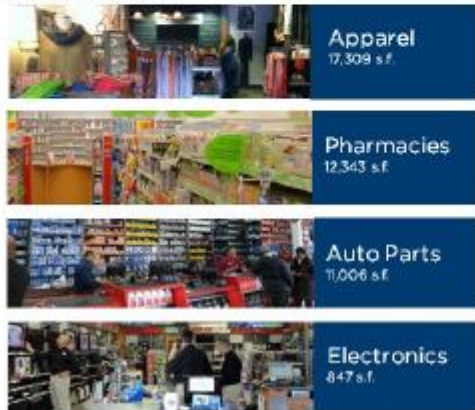 Apparel
17,309 s.f.
Pharmacies
12,343 s.f.
Auto Parts
11,006 s.f.
Electronics
847 s.f.